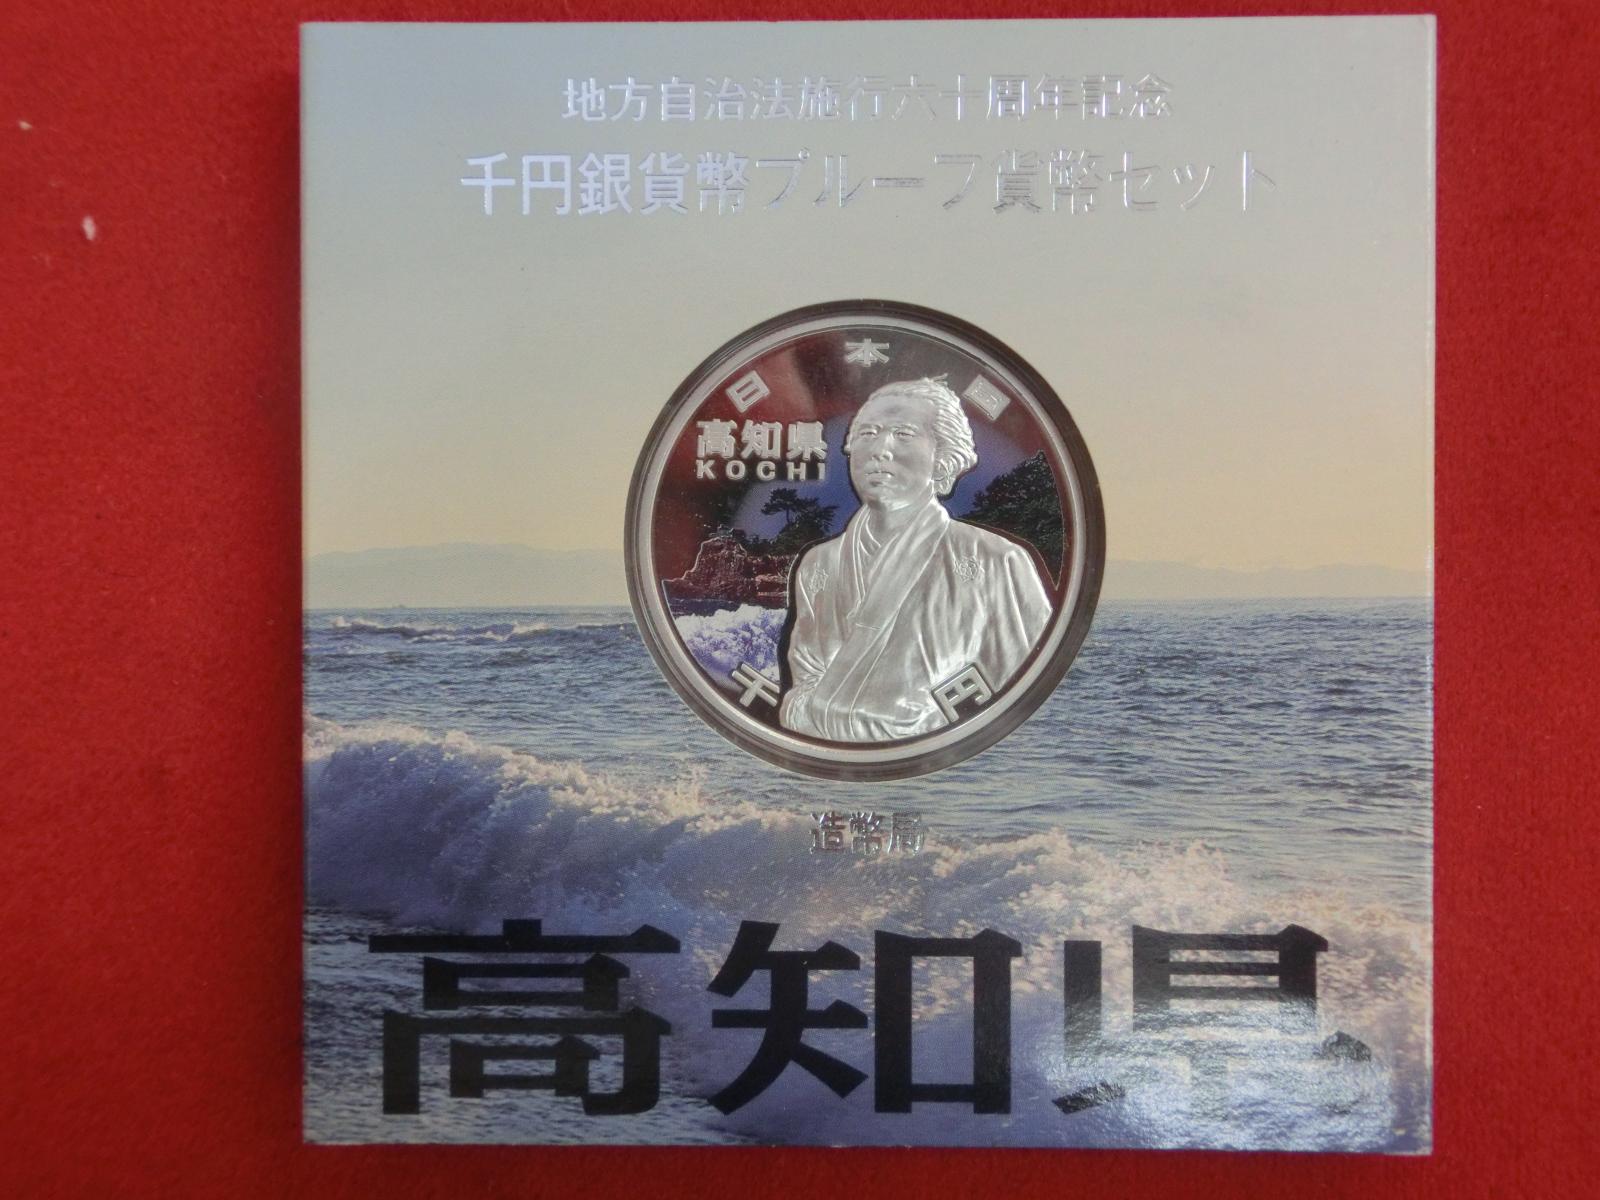 地方自治法施行六十周年記念
千円銀貨幣プルーフ貨幣セット
日本国
高知県
KOCHI
千円
造幣局
高知県